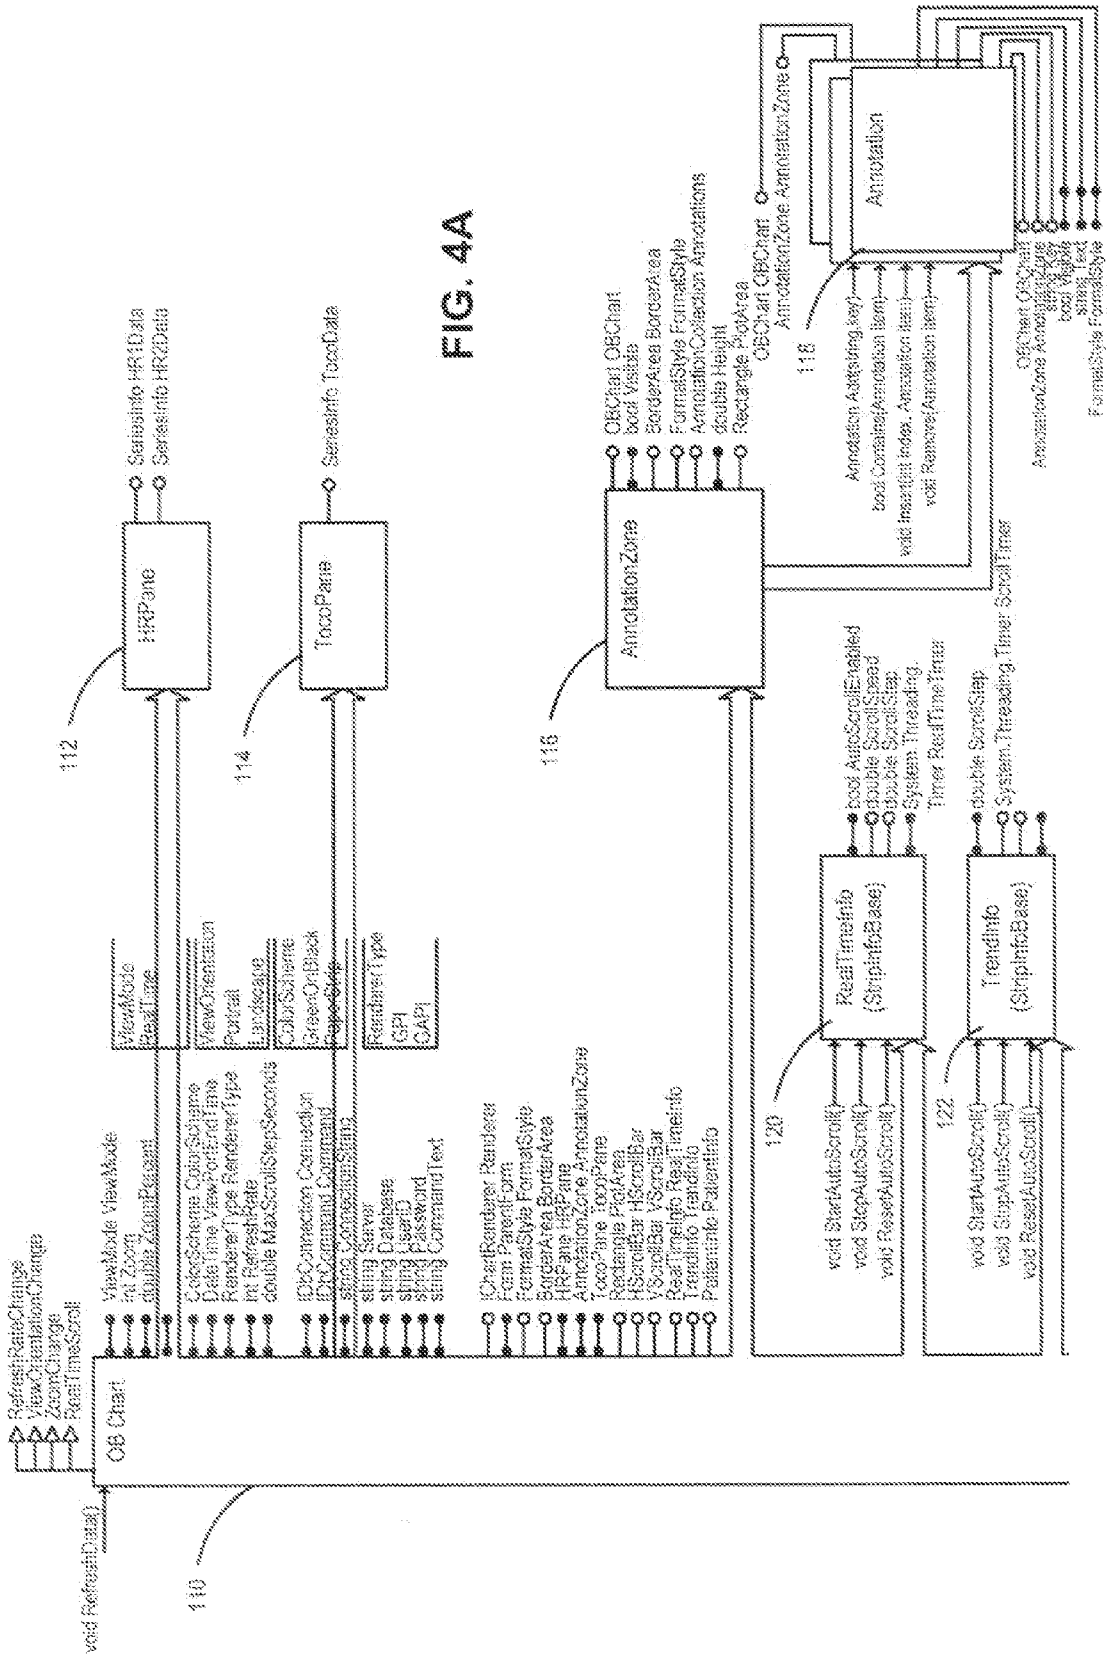 void RefreshData()
RefreshRateChange
ViewOrientationChange
ZoomChange
RealTimeScroll
OB Chart
110
ViewMode ViewMode
int Zoom
double ZoomPercent
ColorScheme ColorScheme
DateTime ViewPortEndTime
RendererType RendererType
int RefreshRate
double MaxScrollStepSeconds
IDBConnection Connection
IDbCommand Command
string ConnectionString
string Server
string Database
string UserID
string Password
string CommandText
IChartRenderer Renderer
Form ParentForm
FormatStyle FormatStyle
BorderArea BorderArea
HRPane HRPane
AnnotationZone AnnotationZone
TocoPane TocoPane
Rectangle PlotArea
HScrollBar HScrollBar
VScrollBar VScrollBar
RealTimeInfo RealTimeInfo
TrendInfo TrendInfo
PatientInfo PatientInfo
ViewMode
RealTime
ViewOrientation
Portrait
Landscape
ColorScheme
GreenOnBlack
PaperStrip
RendererType
GPI
GAPI
112
HRPane
SeriesInfo HR1Data
SeriesInfo HR2Data
114
TocoPane
SeriesInfo TocoData
FIG. 4A
116
AnnotationZone
OBChart OBChart
bool Visible
BorderArea BorderArea
FormatStyle FormatStyle
AnnotationCollection Annotations
double Height
Rectangle PlotArea
OBChart OBChart
AnnotationZone AnnotationZone
118
Annotation
Annotation Add(string key)
bool Contains(Annotation item)
void Insert(int index, Annotation item)
void Remove(Annotation item)
OBChart OBChart
AnnotationZone AnnotationZone
string Key
bool Visible
string Text
FormatStyle FormatStyle
120
void StartAutoScroll()
void StopAutoScroll()
void ResetAutoScroll()
RealTimeInfo
(StripInfoBase)
bool AutoScrollEnabled
double ScrollSpeed
double ScrollStep
System.Threading.
Timer RealTimeTimer
122
void StartAutoScroll()
void StopAutoScroll()
void ResetAutoScroll()
TrendInfo
(StripInfoBase)
double ScrollStep
System.Threading.Timer ScrollTimer